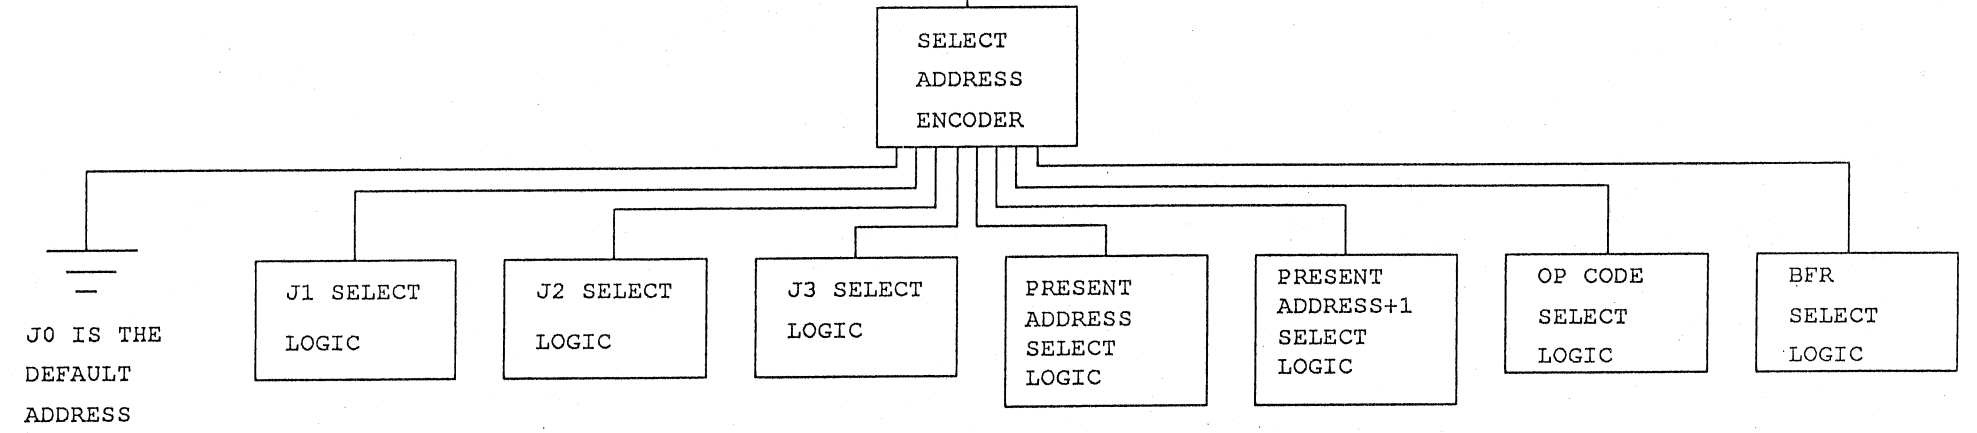 SELECT
ADDRESS
ENCODER
J0 IS THE
DEFAULT
ADDRESS
J1 SELECT
LOGIC
J2 SELECT
LOGIC
J3 SELECT
LOGIC
PRESENT
ADDRESS
SELECT
LOGIC
PRESENT
ADDRESS+1
SELECT
LOGIC
OP CODE
SELECT
LOGIC
BFR
SELECT
LOGIC